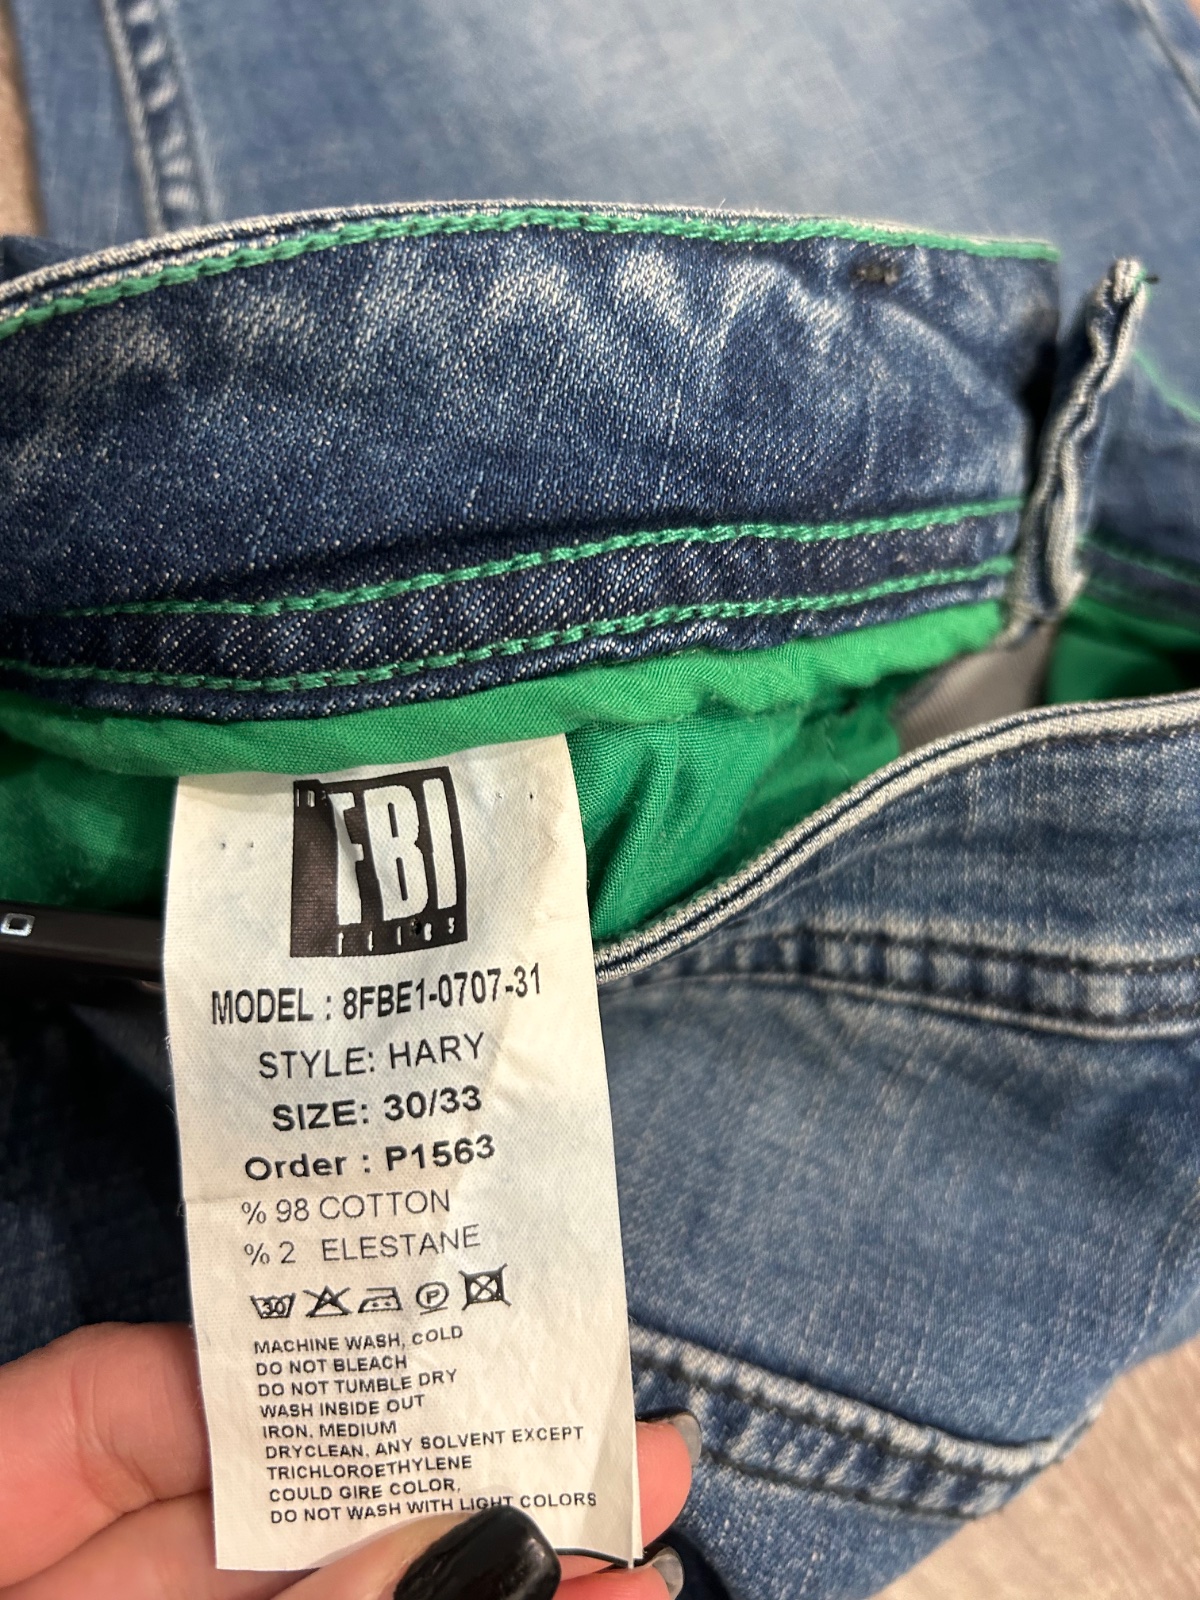 FBI
MODEL : 8FBE1-0707-31
STYLE: HARY
SIZE: 30/33
Order : P1563
% 98 COTTON
% 2 ELESTANE
30 P
MACHINE WASH, COLD
DO NOT BLEACH
DO NOT TUMBLE DRY
WASH INSIDE OUT
IRON, MEDIUM
DRYCLEAN, ANY SOLVENT EXCEPT
TRICHLOROETHYLENE
COULD GIRE COLOR,
DO NOT WASH WITH LIGHT COLORS